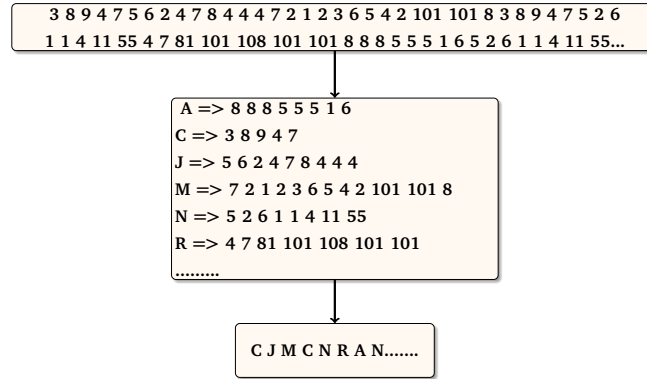 3 8 9 4 7 5 6 2 4 7 8 4 4 4 7 2 1 2 3 6 5 4 2 101 101 8 3 8 9 4 7 5 2 6
1 1 4 11 55 4 7 81 101 108 101 101 8 8 8 5 5 5 1 6 5 2 6 1 1 4 11 55...
A => 8 8 8 5 5 5 1 6
C => 3 8 9 4 7
J => 5 6 2 4 7 8 4 4 4
M => 7 2 1 2 3 6 5 4 2 101 101 8
N => 5 2 6 1 1 4 11 55
R => 4 7 81 101 108 101 101
.........
C J M C N R A N.......